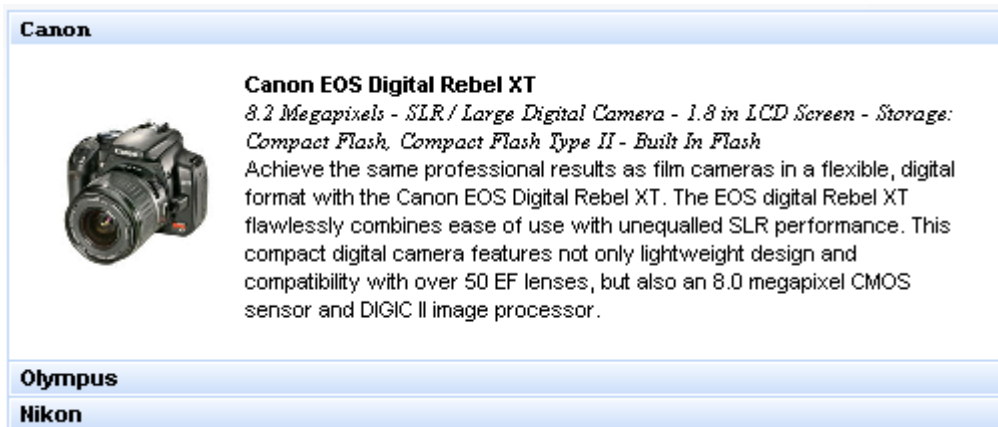 Canon
Canon EOS Digital Rebel XT
8.2 Megapixels - SLR / Large Digital Camera - 1.8 in LCD Screen - Storage:
Compact Flash, Compact Flash Type II - Built In Flash
Achieve the same professional results as film cameras in a flexible, digital
format with the Canon EOS Digital Rebel XT. The EOS digital Rebel XT
flawlessly combines ease of use with unequalled SLR performance. This
compact digital camera features not only lightweight design and
compatibility with over 50 EF lenses, but also an 8.0 megapixel CMOS
sensor and DIGIC II image processor.
Olympus
Nikon